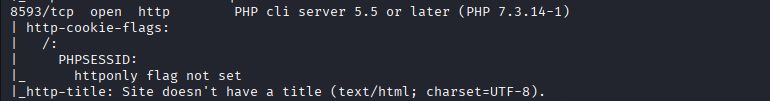 8593/tcp  open  http        PHP cli server 5.5 or later (PHP 7.3.14-1)
| http-cookie-flags:
|   /:
|     PHPSESSID:
|_      httponly flag not set
|_http-title: Site doesn't have a title (text/html; charset=UTF-8).